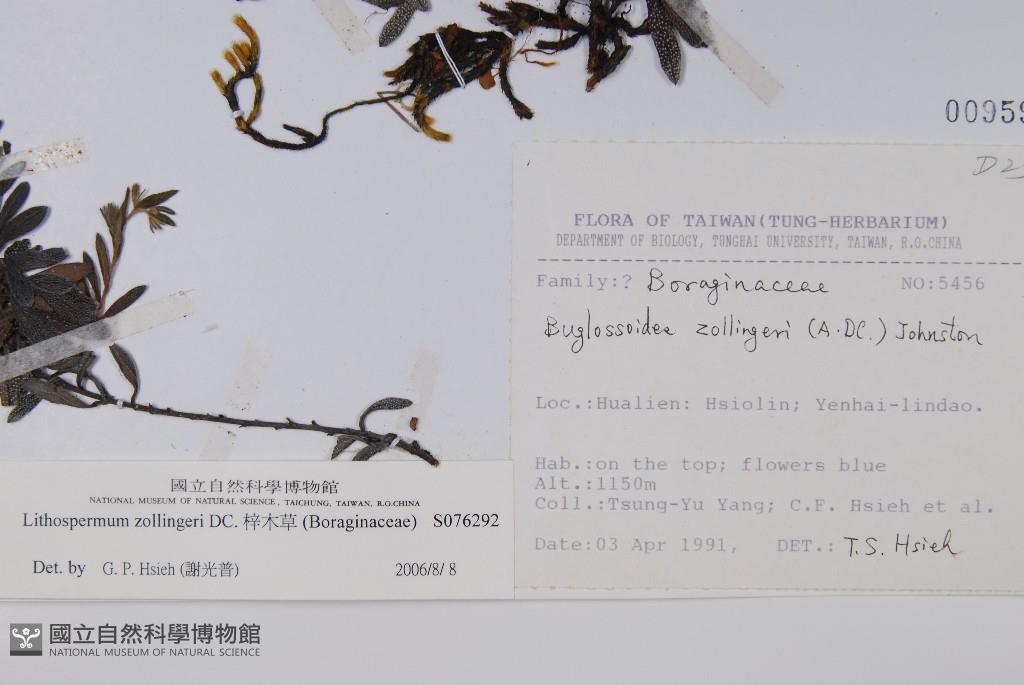 0095
D2
FLORA OF TAIWAN(TUNG-HERBARIUM)
DEPARTMENT OF BIOLOGY, TUNGHAI UNIVERSITY, TAIWAN, R.O.CHINA
Family:? Boraginaceae NO:5456
Buglossoidea zollingeri (A.DC.) Johnston
Loc.:Hualien: Hsiolin; Yenhai-lindao.
Hab.:on the top; flowers blue
Alt.:1150m
Coll.:Tsung-Yu Yang; C.F. Hsieh et al.
Date:03 Apr 1991, DET.: T.S. Hsieh
國立自然科學博物館
NATIONAL MUSEUM OF NATURAL SCIENCE, TAICHUNG, TAIWAN, R.O.CHINA
Lithospermum zollingeri DC. 梓木草 (Boraginaceae) S076292
Det. by G. P. Hsieh (謝光普) 2006/8/ 8
國立自然科學博物館
NATIONAL MUSEUM OF NATURAL SCIENCE